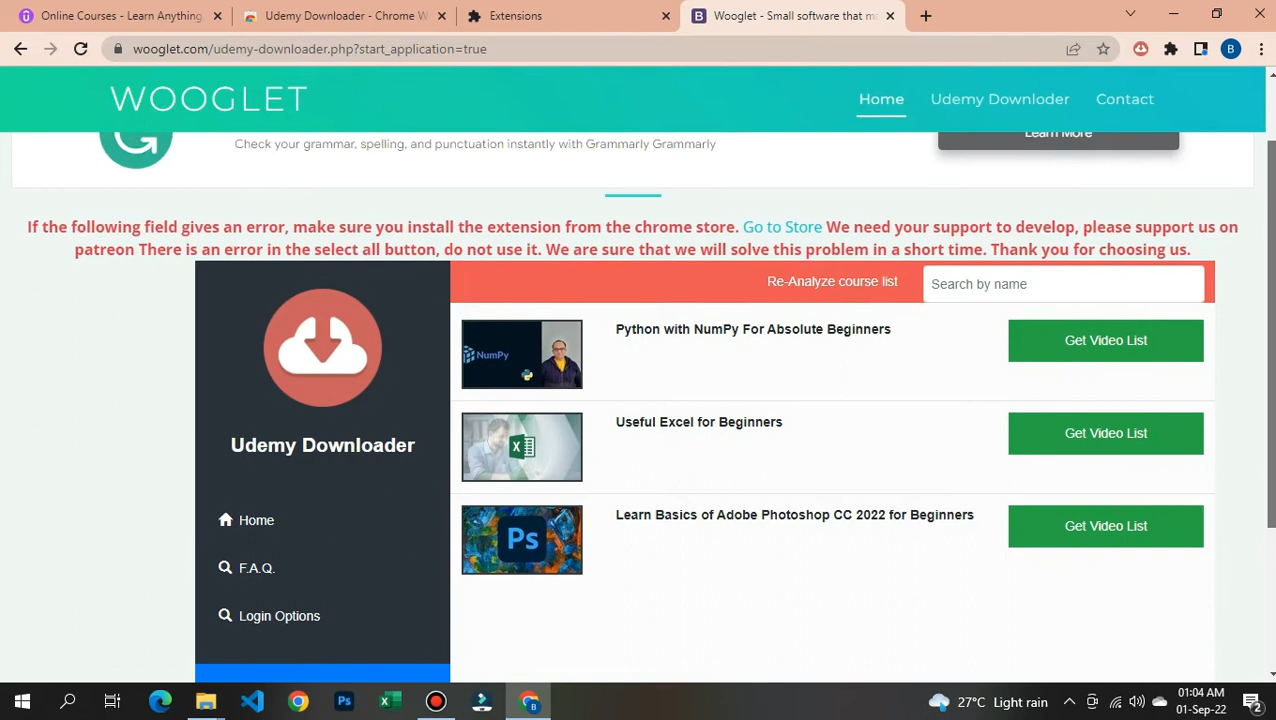 Online Courses - Learn Anything,
Udemy Downloader - Chrome W
Extensions
Wooglet - Small software that m
wooglet.com/udemy-downloader.php?start_application=true
B
WOOGLET
Home
Udemy Downloder
Contact
Check your grammar, spelling, and punctuation instantly with Grammarly Grammarly
Learn More
If the following field gives an error, make sure you install the extension from the chrome store. Go to Store We need your support to develop, please support us on
patreon There is an error in the select all button, do not use it. We are sure that we will solve this problem in a short time. Thank you for choosing us.
Re-Analyze course list
Search by name
NumPy
Python with NumPy For Absolute Beginners
Get Video List
Useful Excel for Beginners
Get Video List
Ps
Learn Basics of Adobe Photoshop CC 2022 for Beginners
Get Video List
Udemy Downloader
Home
F.A.Q.
Login Options
Ps
B
27°C Light rain
01:04 AM
01-Sep-22
2